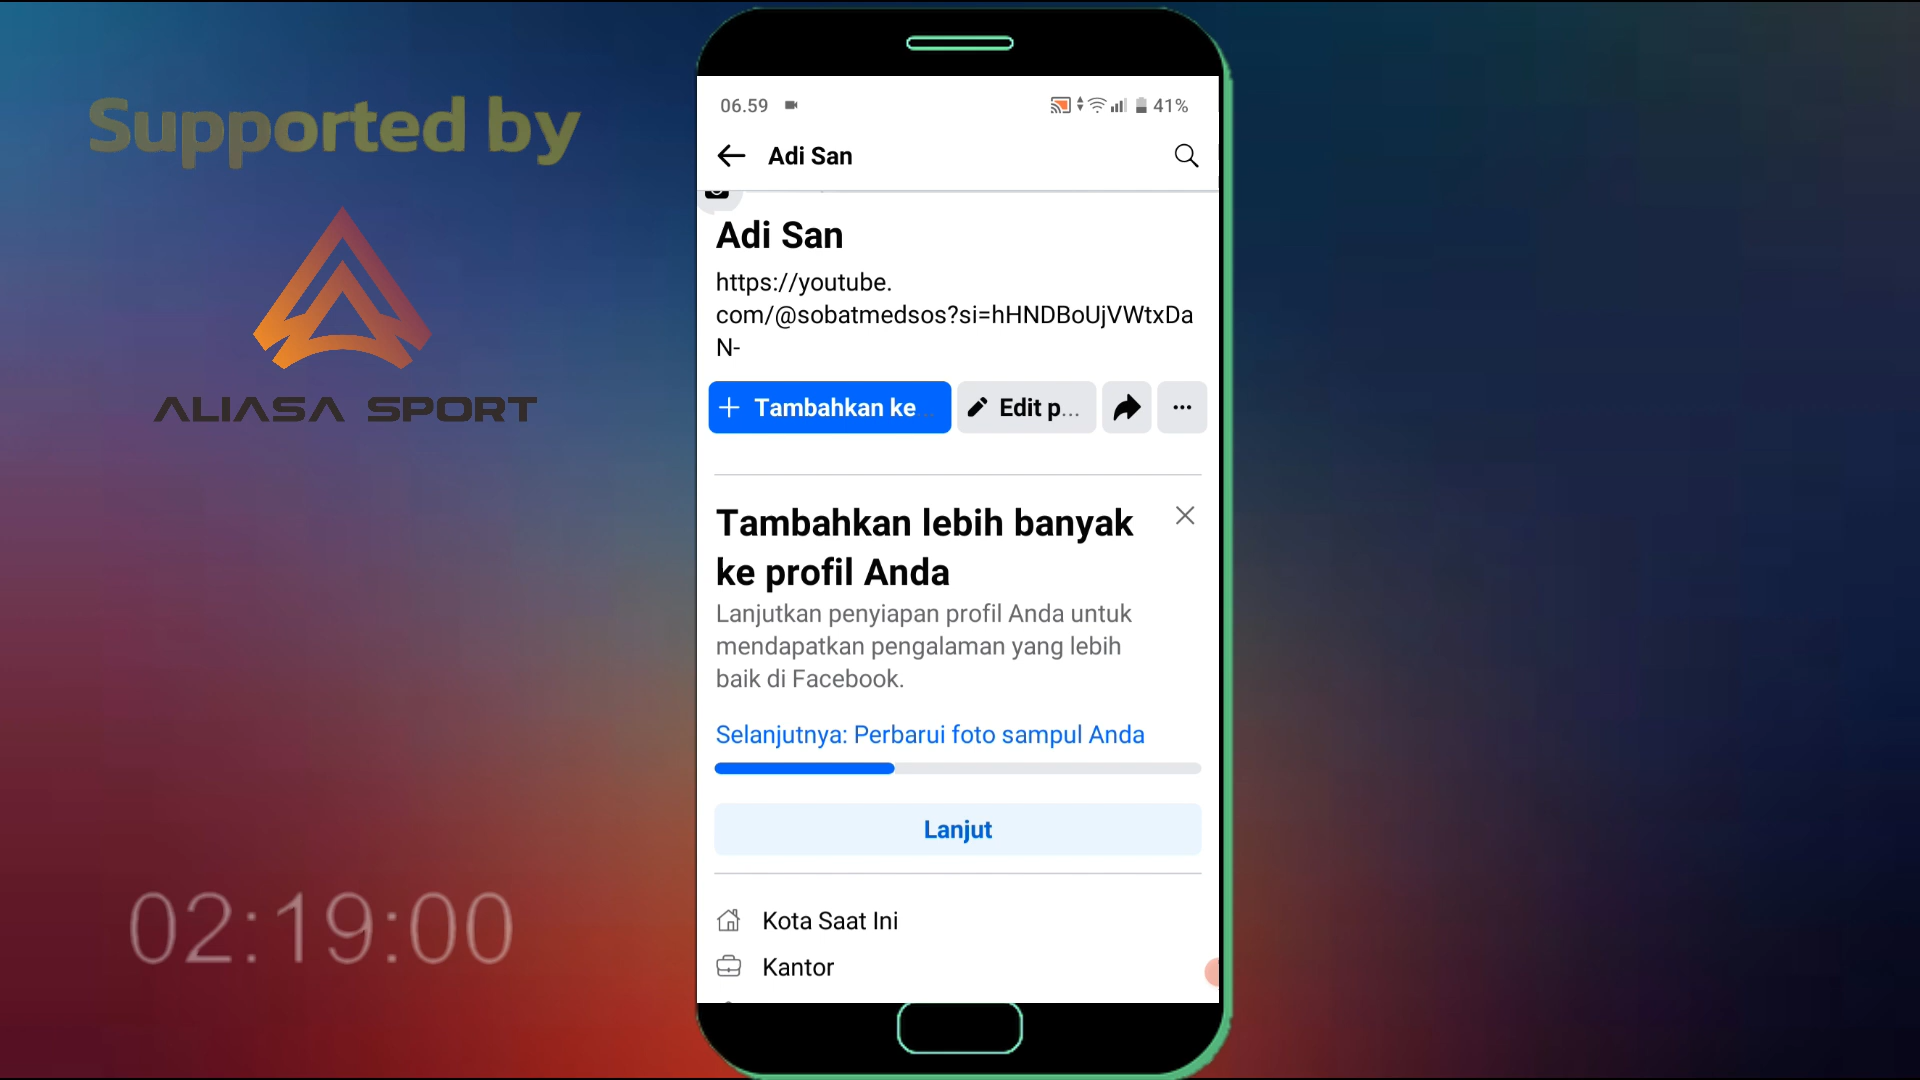 Supported by
ALIASA SPORT
02:19:00
06.59
41%
Adi San
Adi San
https://youtube.
com/@sobatmedsos?si=hHNDBoUjVWtxDa
N-
Tambahkan ke...
Edit p...
Tambahkan lebih banyak
ke profil Anda
Lanjutkan penyiapan profil Anda untuk
mendapatkan pengalaman yang lebih
baik di Facebook.
Selanjutnya: Perbarui foto sampul Anda
Lanjut
Kota Saat Ini
Kantor